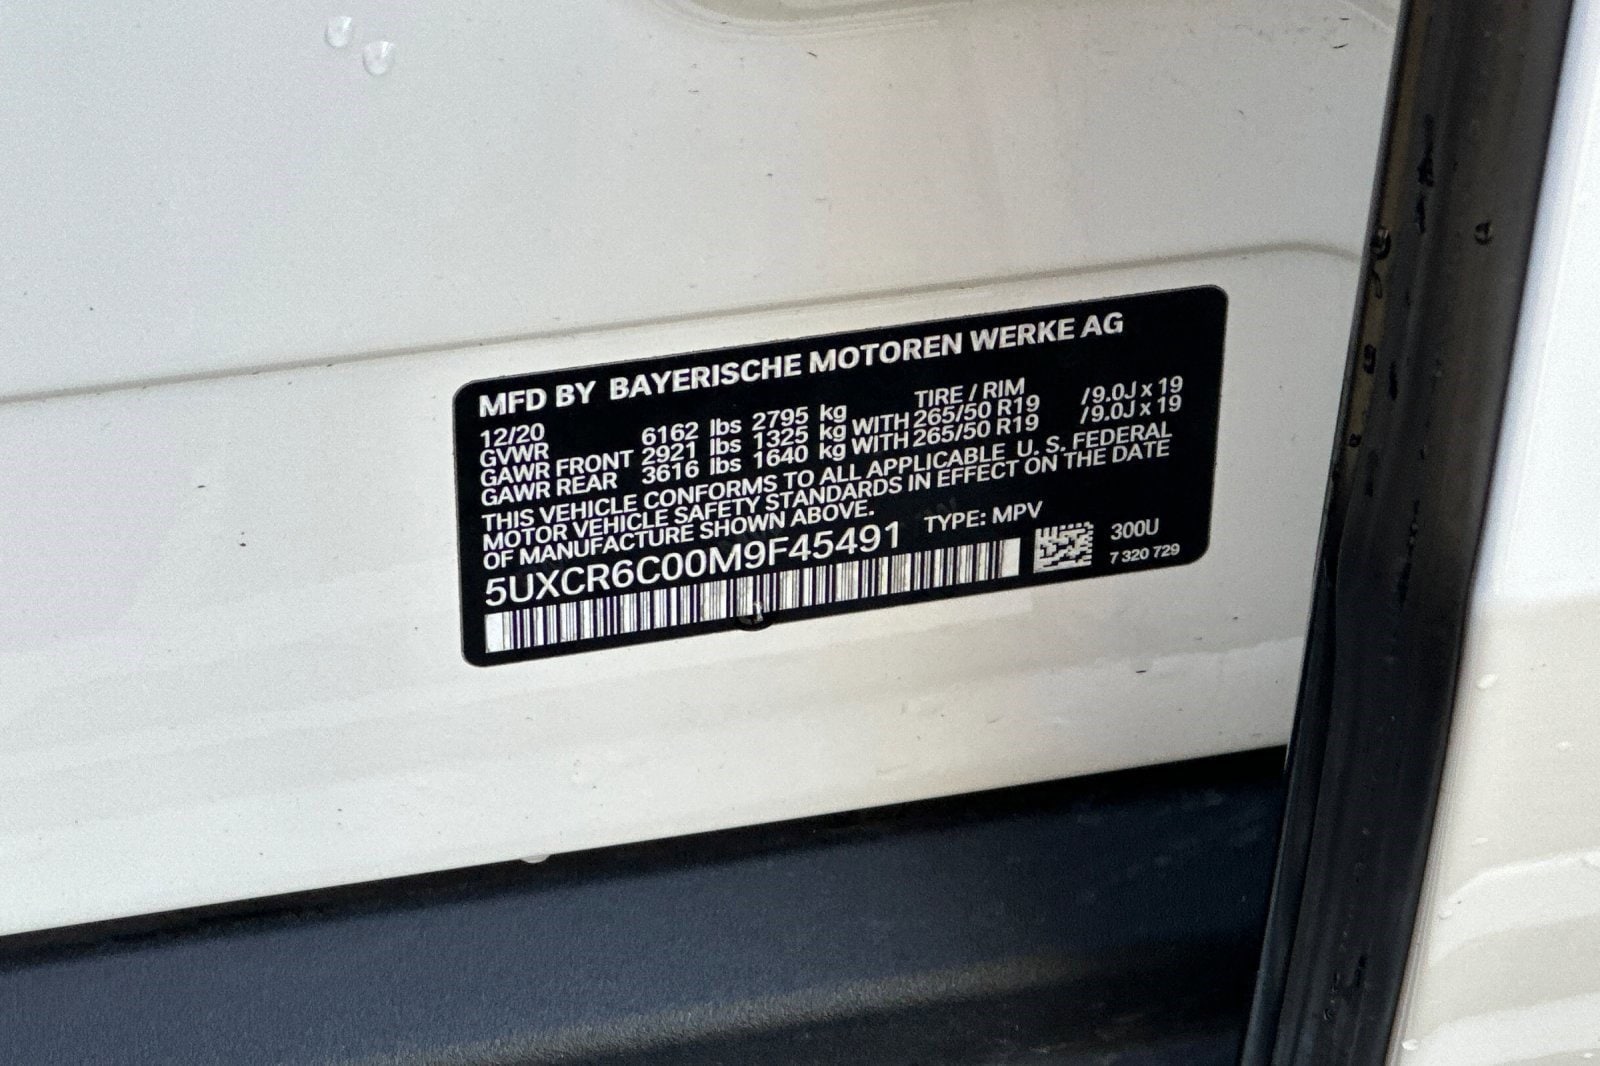 MFD BY BAYERISCHE MOTOREN WERKE AG
12/20 TIRE / RIM
GVWR 6162 lbs 2795 kg
GAWR FRONT 2921 lbs 1325 kg WITH 265/50 R19 /9.0J x 19
GAWR REAR 3616 lbs 1640 kg WITH 265/50 R19 /9.0J x 19
THIS VEHICLE CONFORMS TO ALL APPLICABLE U. S. FEDERAL
MOTOR VEHICLE SAFETY STANDARDS IN EFFECT ON THE DATE
OF MANUFACTURE SHOWN ABOVE.
5UXCR6C00M9F45491 TYPE: MPV
300U
7 320 729